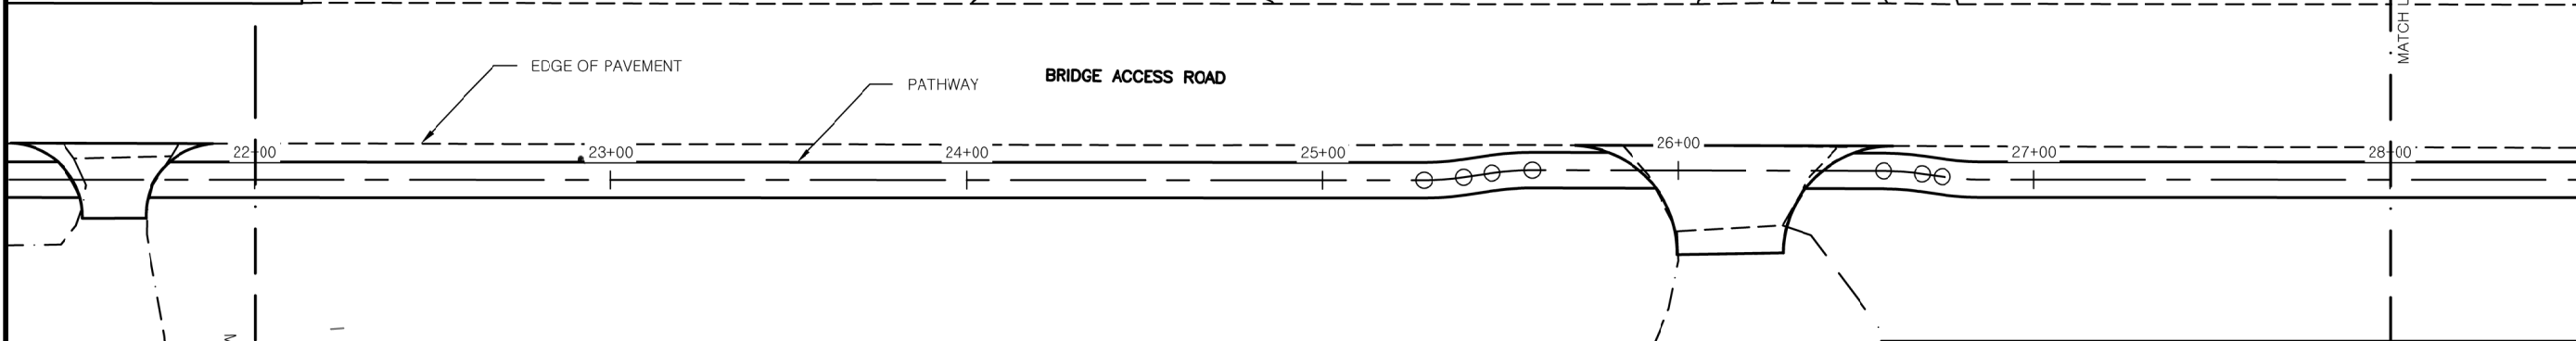 MATCH L
EDGE OF PAVEMENT
PATHWAY
BRIDGE ACCESS ROAD
22+00
23+00
24+00
25+00
26+00
27+00
28+00